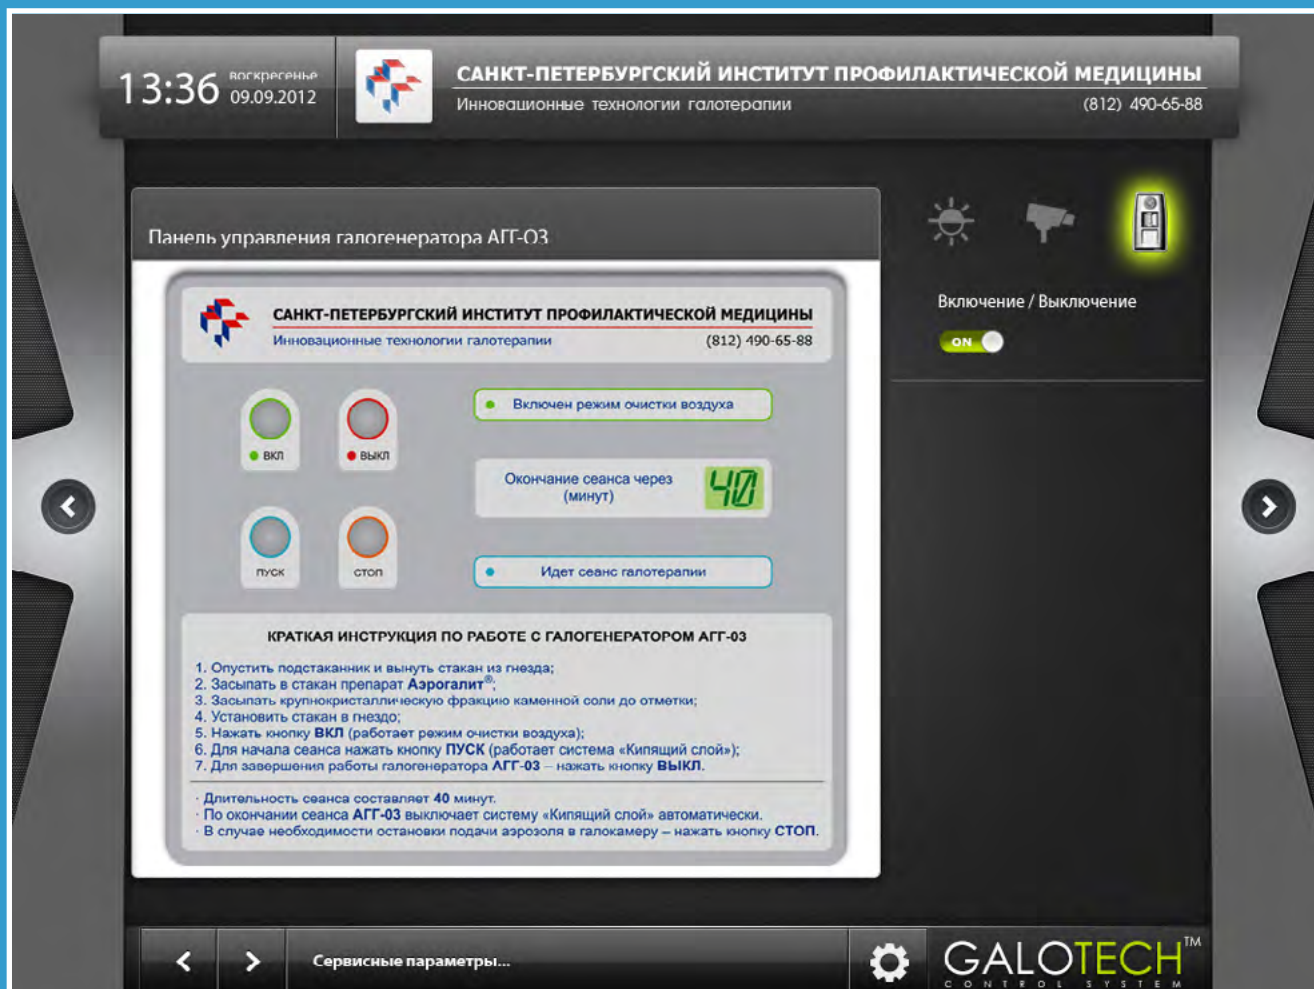 13:36
воскресенье
09.09.2012
САНКТ-ПЕТЕРБУРГСКИЙ ИНСТИТУТ ПРОФИЛАКТИЧЕСКОЙ МЕДИЦИНЫ
Инновационные технологии галотерапии
(812) 490-65-88
Панель управления галогенератора АГГ-О3
САНКТ-ПЕТЕРБУРГСКИЙ ИНСТИТУТ ПРОФИЛАКТИЧЕСКОЙ МЕДИЦИНЫ
Инновационные технологии галотерапии
(812) 490-65-88
ВКЛ
ВЫКЛ
Включен режим очистки воздуха
Окончание сеанса через
(минут)
40
ПУСК
СТОП
Идет сеанс галотерапии
КРАТКАЯ ИНСТРУКЦИЯ ПО РАБОТЕ С ГАЛОГЕНЕРАТОРОМ АГГ-03
1. Опустить подстаканник и вынуть стакан из гнезда;
2. Засыпать в стакан препарат Аэрогалит®;
3. Засыпать крупнокристаллическую фракцию каменной соли до отметки;
4. Установить стакан в гнездо;
5. Нажать кнопку ВКЛ (работает режим очистки воздуха);
6. Для начала сеанса нажать кнопку ПУСК (работает система «Кипящий слой»);
7. Для завершения работы галогенератора АГГ-03 – нажать кнопку ВЫКЛ.
· Длительность сеанса составляет 40 минут.
· По окончании сеанса АГГ-03 выключает систему «Кипящий слой» автоматически.
· В случае необходимости остановки подачи аэрозоля в галокамеру – нажать кнопку СТОП.
Включение / Выключение
ON
Сервисные параметры...
GALOTECH™
CONTROL SYSTEM